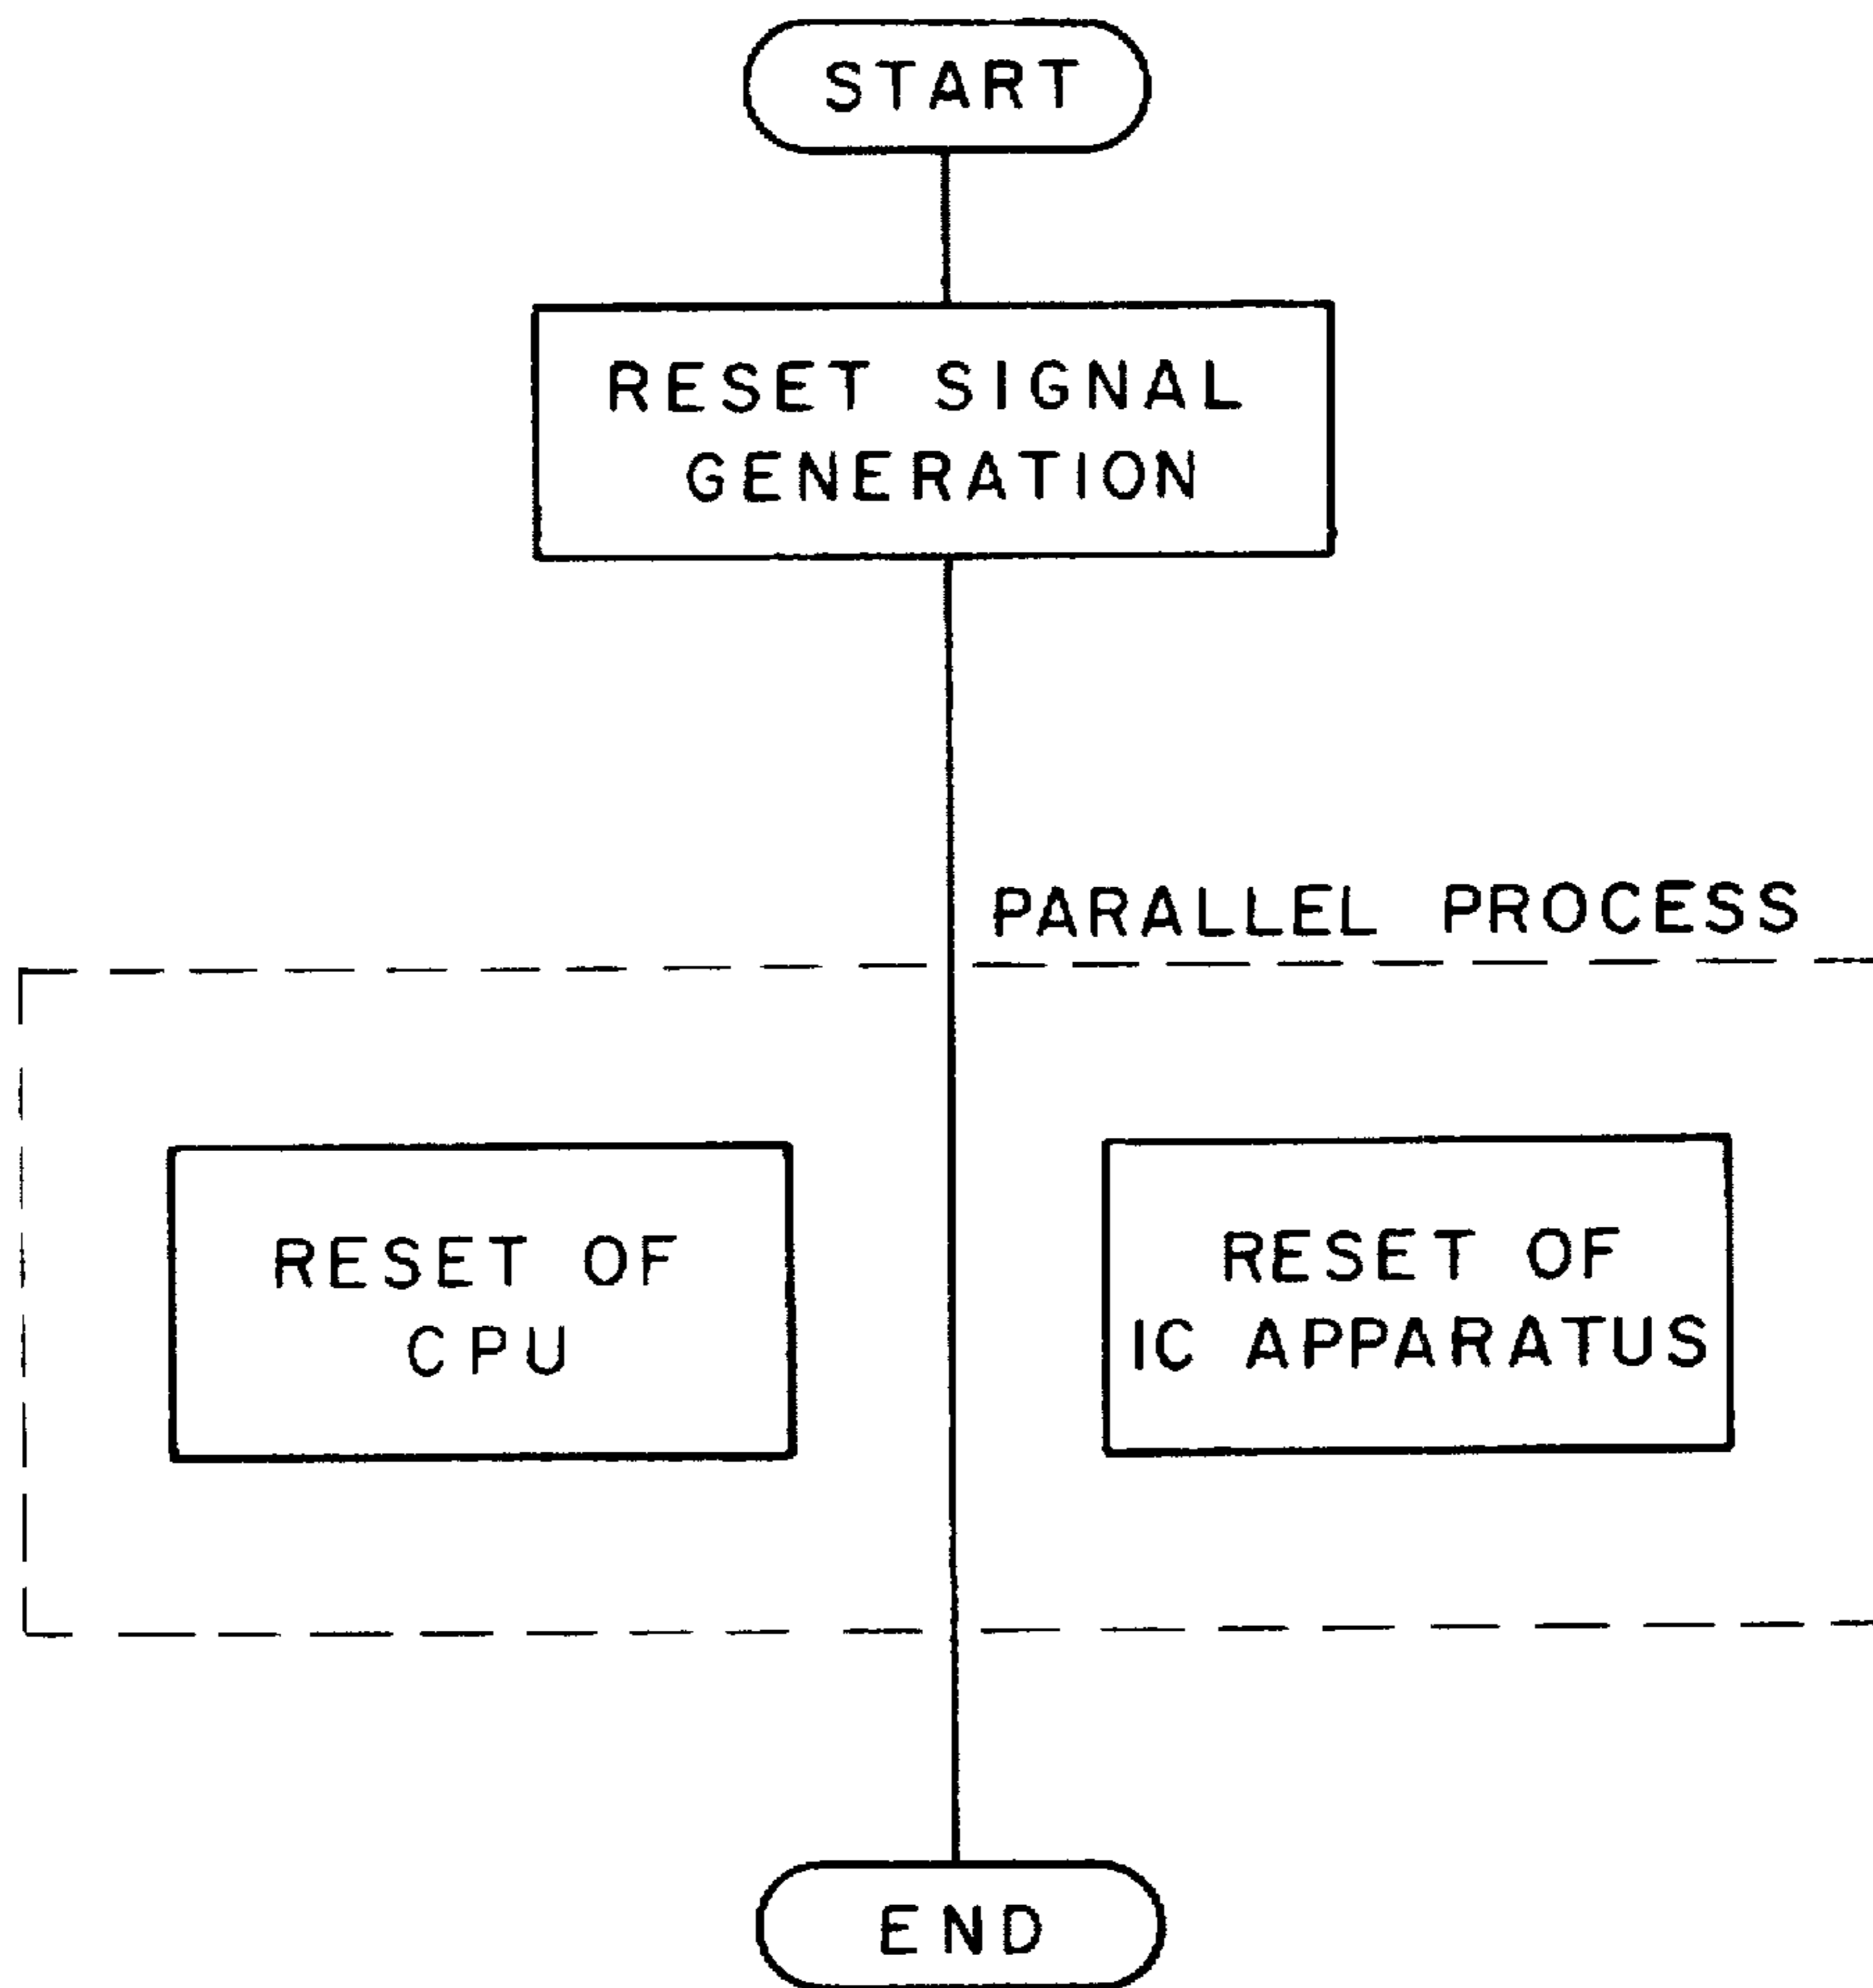 START
RESET SIGNAL
GENERATION
PARALLEL PROCESS
RESET OF
CPU
RESET OF
IC APPARATUS
END